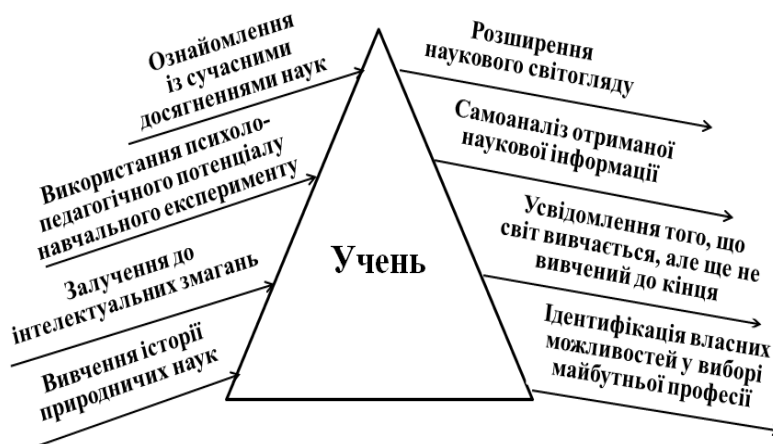 Ознайомлення
із сучасними
досягненнями наук
Використання психоло-
педагогічного потенціалу
навчального експерименту
Залучення до
інтелектуальних змагань
Вивчення історії
природничих наук
Учень
Розширення
наукового світогляду
Самоаналіз отриманої
наукової інформації
Усвідомлення того, що
світ вивчається, але ще не
вивчений до кінця
Ідентифікація власних
можливостей у виборі
майбутньої професії